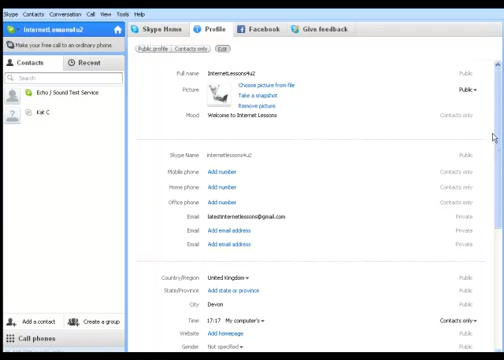 Skype Contacts Conversation Call View Tools Help
InternetLessons4u2
Make your free call to an ordinary phone
Contacts Recent
Search
Echo / Sound Test Service
Kat C
Add a contact Create a group
Call phones
Skype Home Profile Facebook Give feedback
Public profile Contacts only Edit
Full name InternetLessons4u2 Public
Picture Choose picture from file Public
Take a snapshot
Remove picture
Mood Welcome to Internet Lessons Contacts only
Skype Name internetlessons4u2 Public
Mobile phone Add number Contacts only
Home phone Add number Contacts only
Office phone Add number Contacts only
Email latestinternetlessons@gmail.com Private
Email Add email address Private
Email Add email address Private
Country/Region United Kingdom Public
State/Province Add state or province Public
City Devon Public
Time 17:17 My computer's Contacts only
Website Add homepage Public
Gender Not specified Public